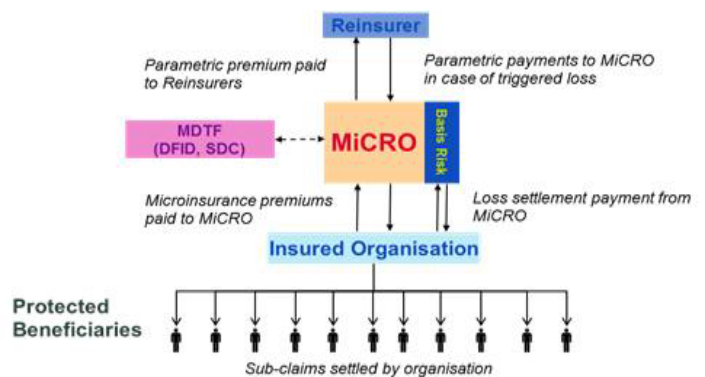 Reinsurer
Parametric premium paid
to Reinsurers
Parametric payments to MiCRO
in case of triggered loss
MDTF
(DFID, SDC)
MiCRO
Basis Risk
Microinsurance premiums
paid to MiCRO
Loss settlement payment from
MiCRO
Insured Organisation
Protected
Beneficiaries
Sub-claims settled by organisation